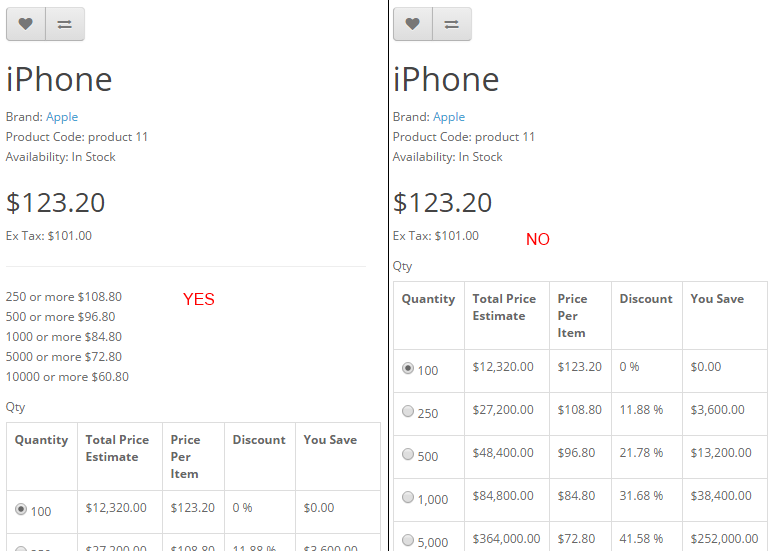 iPhone
Brand: Apple
Product Code: product 11
Availability: In Stock
$123.20
Ex Tax: $101.00
250 or more $108.80
YES
500 or more $96.80
1000 or more $84.80
5000 or more $72.80
10000 or more $60.80
Qty
Quantity Total Price Estimate Price Per Item Discount You Save
100 $12,320.00 $123.20 0 % $0.00
iPhone
Brand: Apple
Product Code: product 11
Availability: In Stock
$123.20
Ex Tax: $101.00
NO
Qty
Quantity Total Price Estimate Price Per Item Discount You Save
100 $12,320.00 $123.20 0 % $0.00
250 $27,200.00 $108.80 11.88 % $3,600.00
500 $48,400.00 $96.80 21.78 % $13,200.00
1,000 $84,800.00 $84.80 31.68 % $38,400.00
5,000 $364,000.00 $72.80 41.58 % $252,000.00